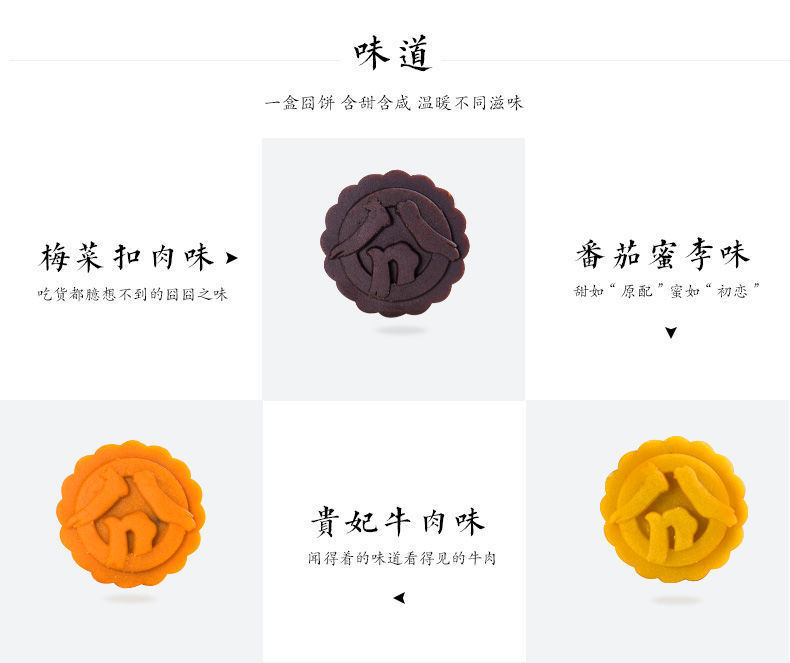 味道
一盒囧饼 含甜含咸 温暖不同滋味
梅菜扣肉味
吃货都臆想不到的囧囧之味
番茄蜜李味
甜如“原配”蜜如“初恋”
貴妃牛肉味
闻得着的味道看得见的牛肉